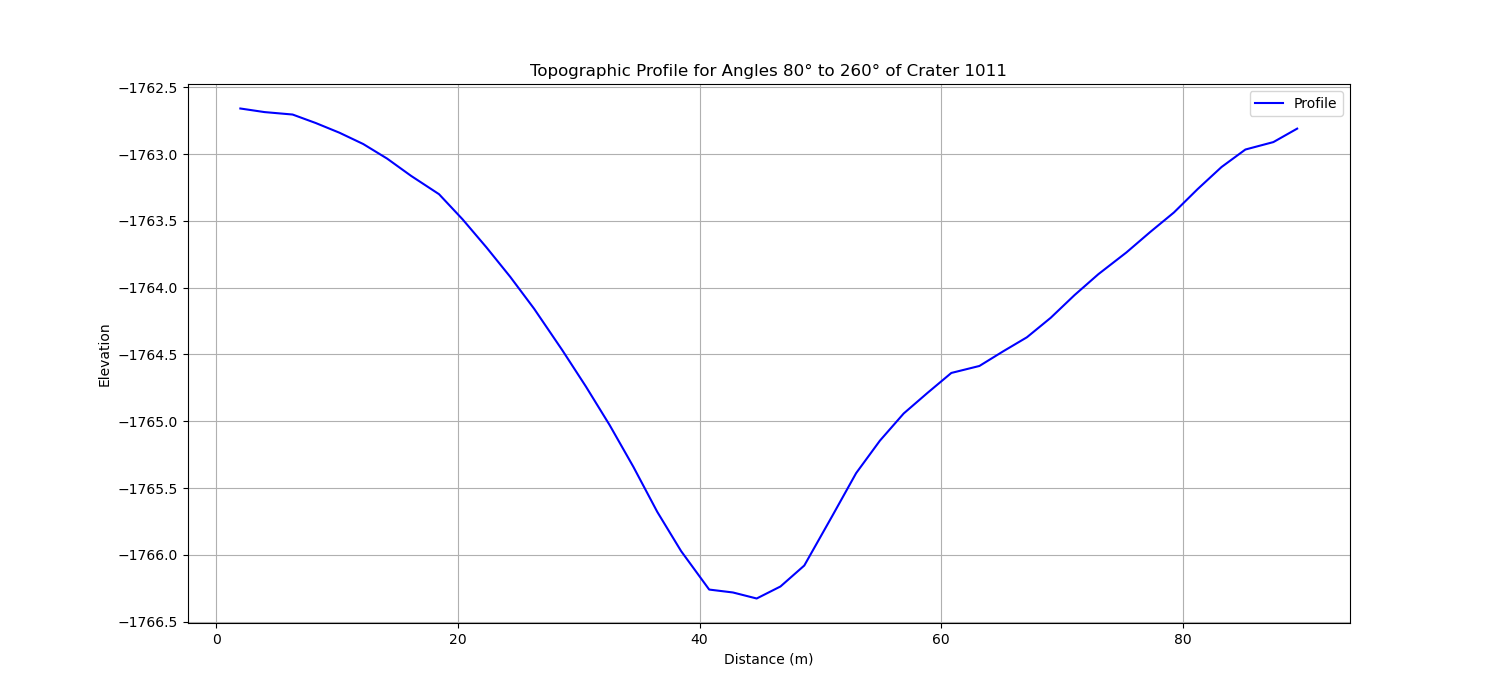 Topographic Profile for Angles 80° to 260° of Crater 1011
Profile
−1762.5
−1763.0
−1763.5
−1764.0
−1764.5
−1765.0
−1765.5
−1766.0
−1766.5
Elevation
0 20 40 60 80
Distance (m)